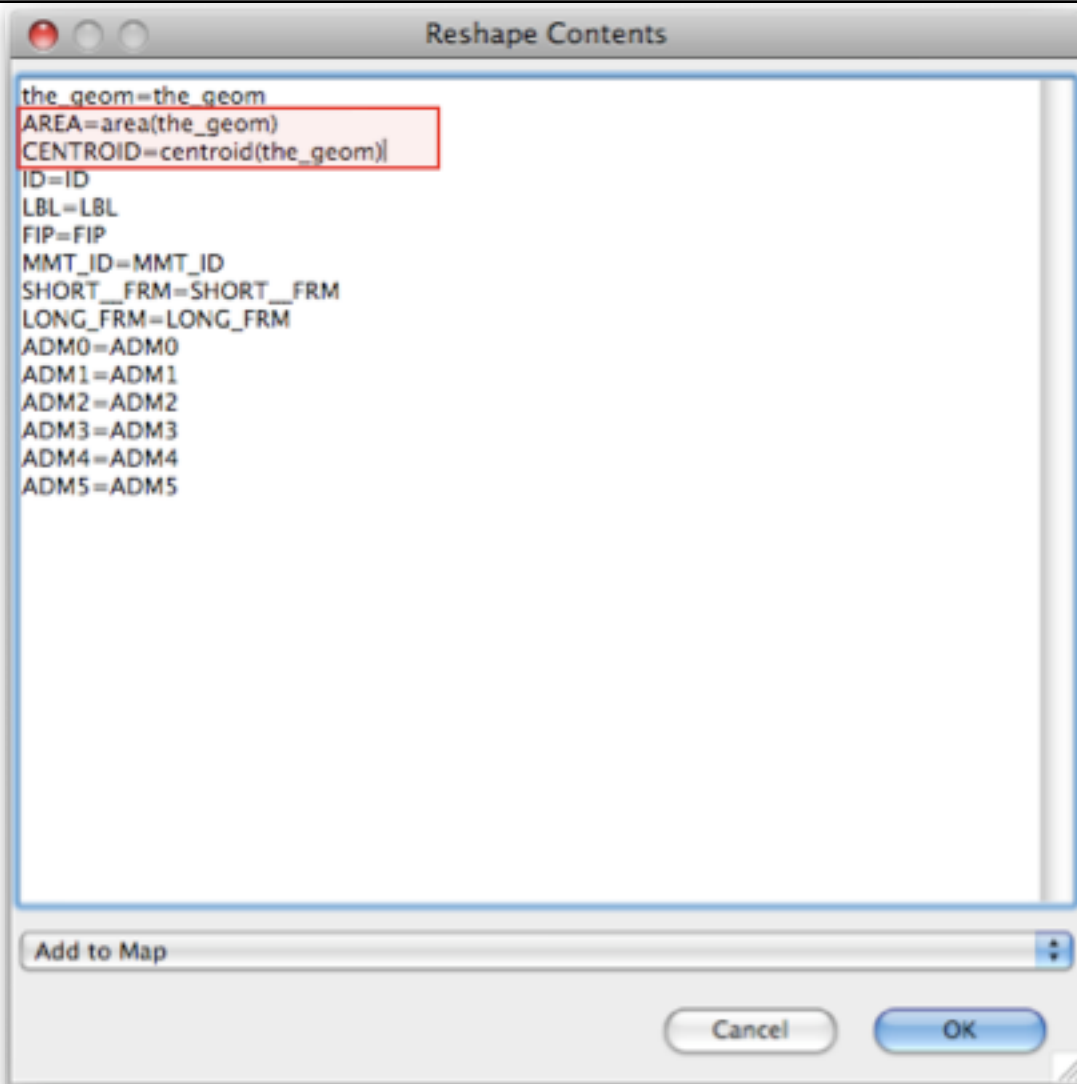 Reshape Contents
the_geom=the_geom
AREA=area(the_geom)
CENTROID=centroid(the_geom)
ID=ID
LBL=LBL
FIP=FIP
MMT_ID=MMT_ID
SHORT__FRM=SHORT__FRM
LONG_FRM=LONG_FRM
ADM0=ADM0
ADM1=ADM1
ADM2=ADM2
ADM3=ADM3
ADM4=ADM4
ADM5=ADM5
Add to Map
Cancel OK